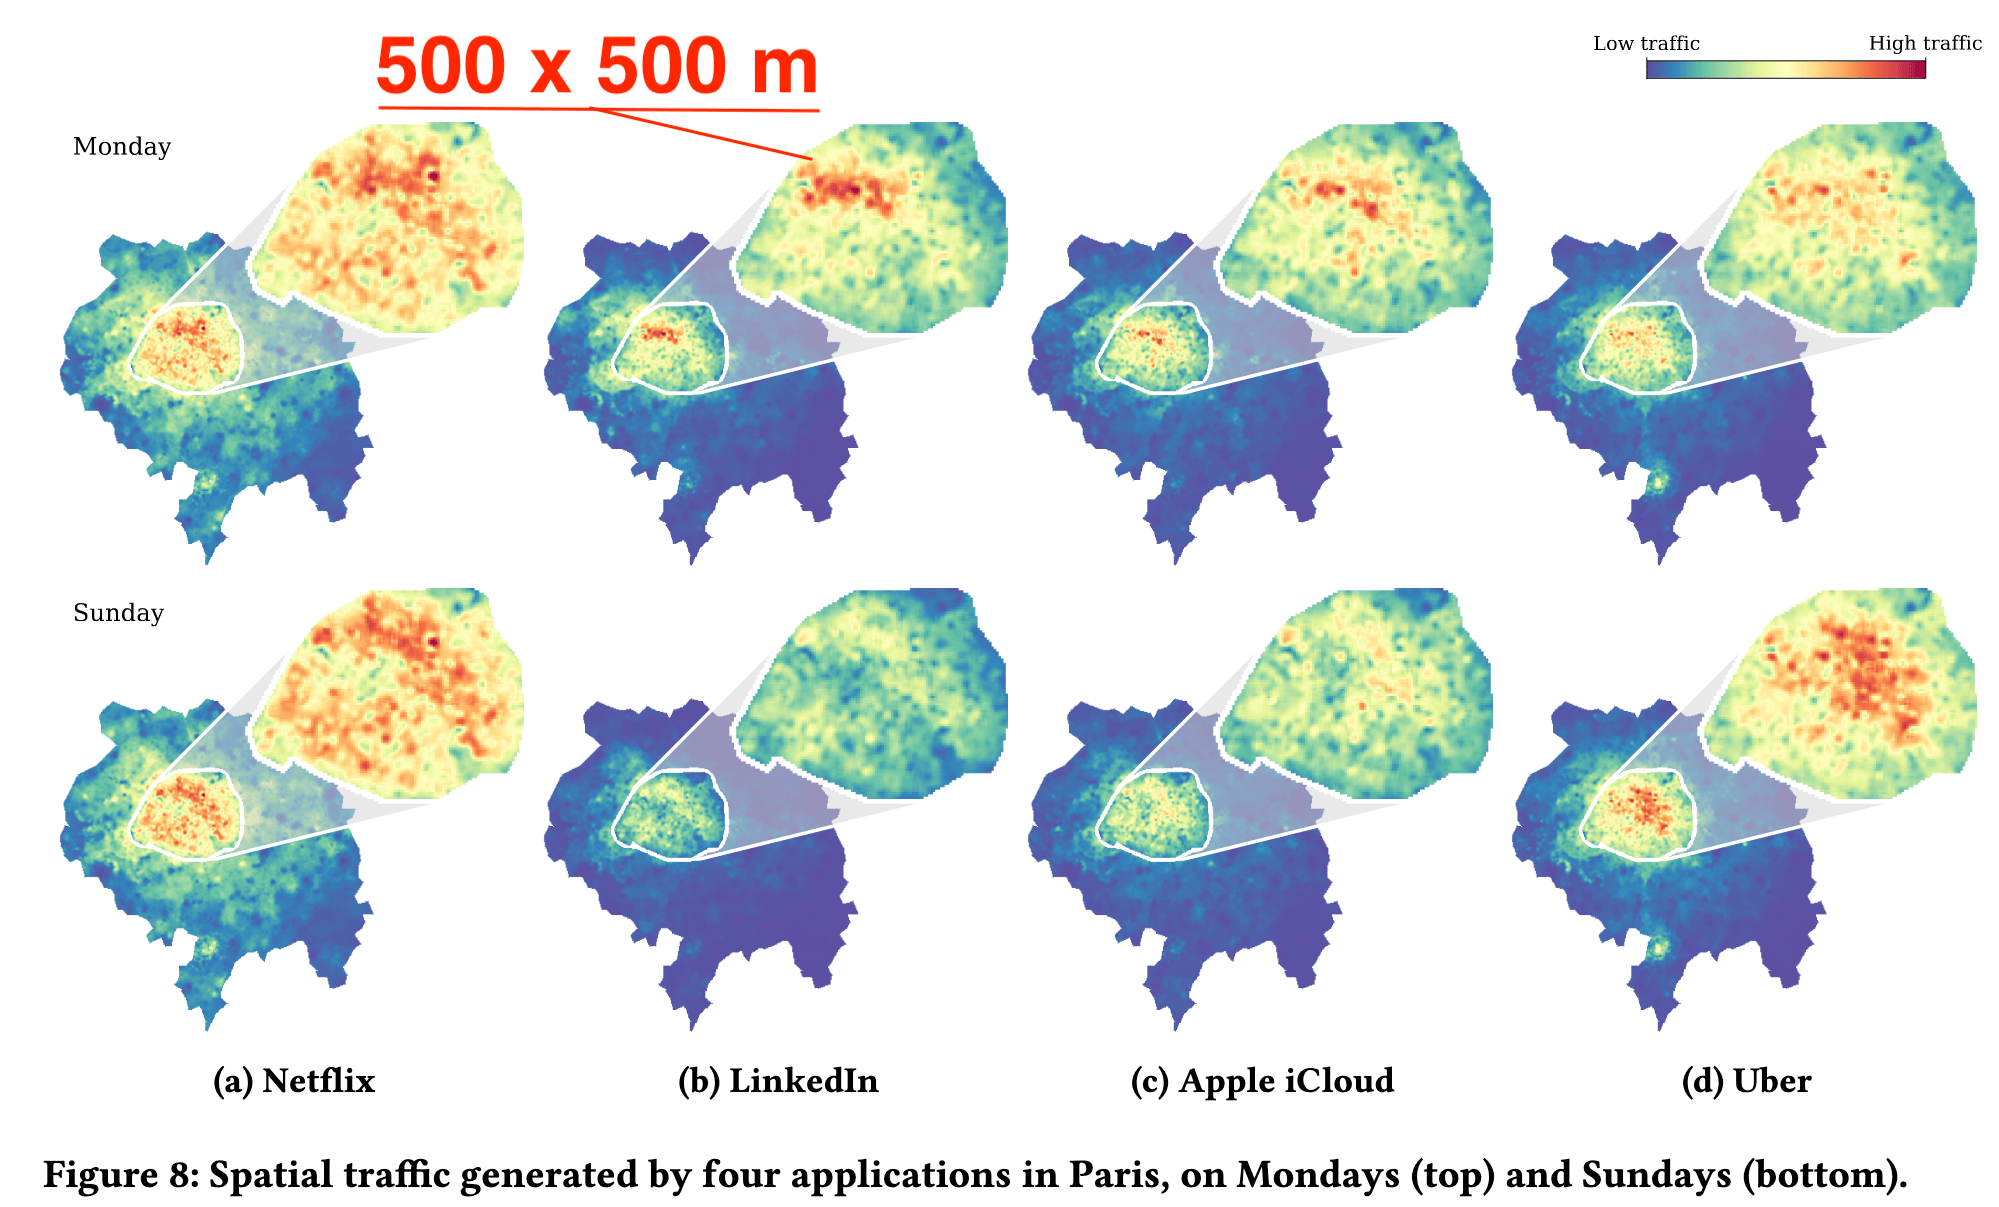 500 x 500 m
Low traffic High traffic
Monday
Sunday
(a) Netflix (b) LinkedIn (c) Apple iCloud (d) Uber
Figure 8: Spatial traffic generated by four applications in Paris, on Mondays (top) and Sundays (bottom).